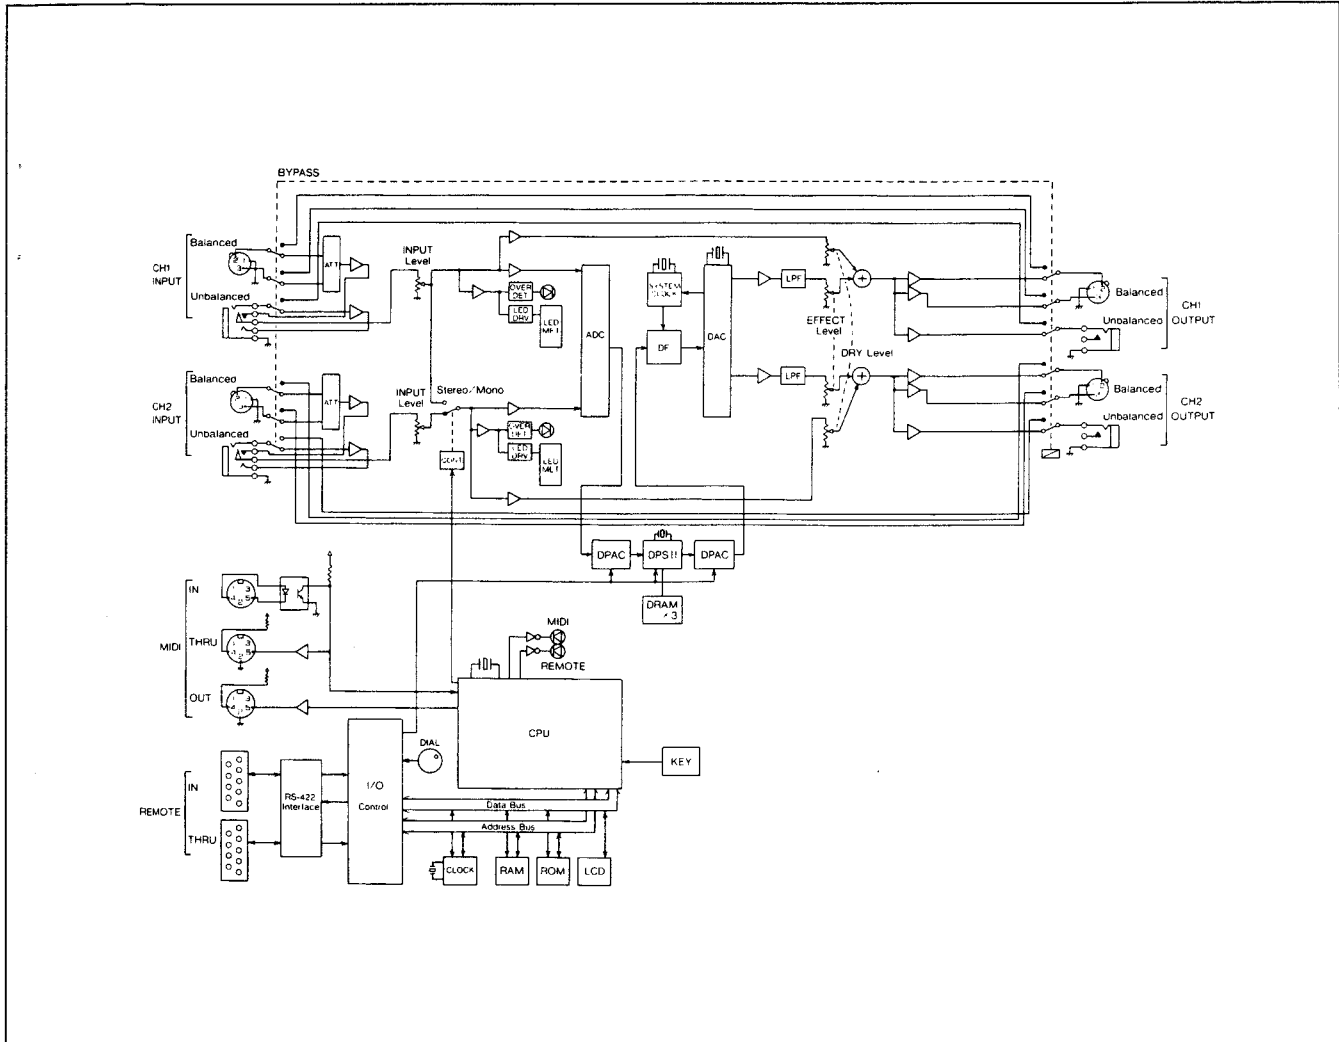 BYPASS
Balanced
CH1
INPUT
Unbalanced
ATT
INPUT
Level
OVER
DET
LED
DRV
LED
MET
ADC
SYSTEM
CLOCK
DF
DAC
LPF
EFFECT
Level
Balanced
Unbalanced
CH1
OUTPUT
Balanced
CH2
INPUT
Unbalanced
ATT
INPUT
Level
Stereo/Mono
CONT
OVER
DET
LED
DRV
LED
MET
LPF
DRY Level
Balanced
Unbalanced
CH2
OUTPUT
DPAC
DPSII
DPAC
DRAM
×3
MIDI
IN
THRU
OUT
MIDI
REMOTE
CPU
KEY
DIAL
REMOTE
IN
THRU
RS-422
Interface
I/O
Control
Data Bus
Address Bus
CLOCK
RAM
ROM
LCD